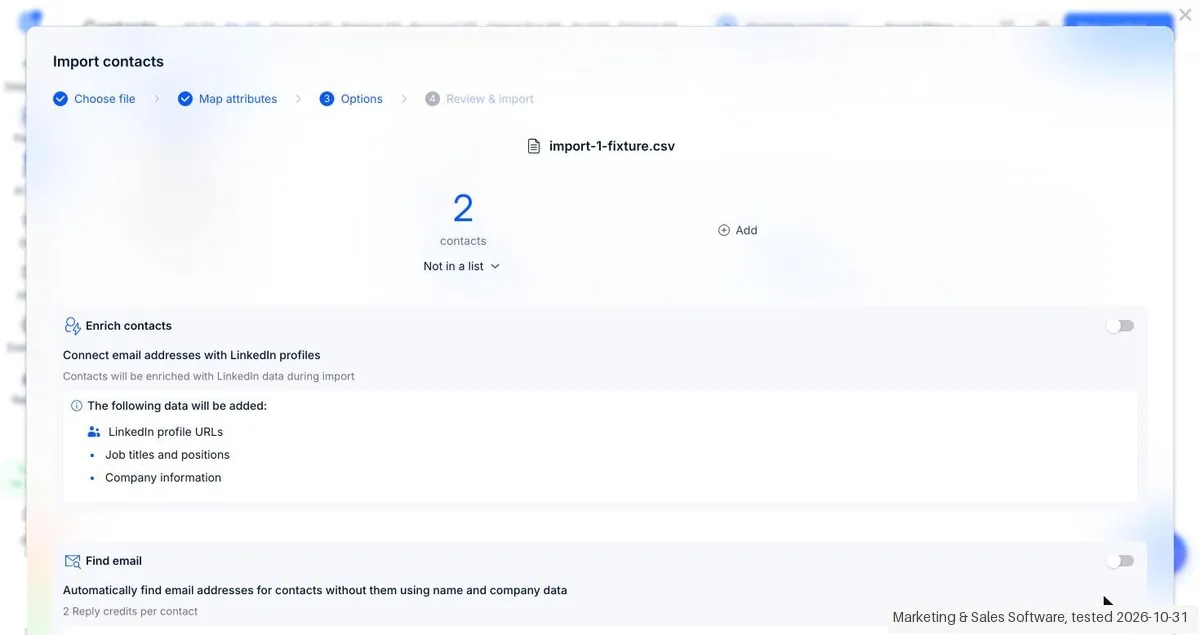 Import contacts
Choose file
Map attributes
3 Options
4 Review & import
import-1-fixture.csv
2
contacts
Not in a list
Add
Enrich contacts
Connect email addresses with LinkedIn profiles
Contacts will be enriched with LinkedIn data during import
The following data will be added:
LinkedIn profile URLs
• Job titles and positions
• Company information
Find email
Automatically find email addresses for contacts without them using name and company data
2 Reply credits per contact
Marketing & Sales Software, tested 2026-10-31